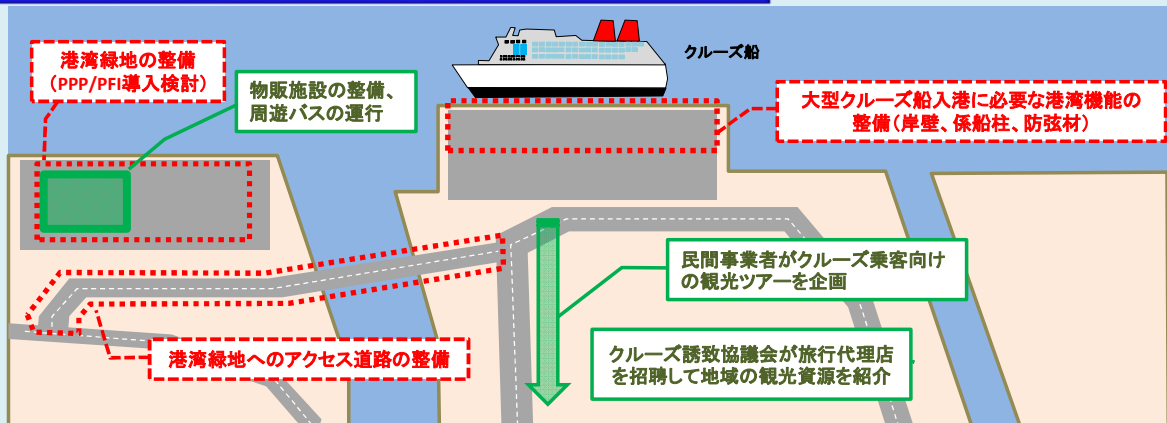 港湾緑地の整備
(PPP/PFI導入検討)
物販施設の整備、
周遊バスの運行
クルーズ船
大型クルーズ船入港に必要な港湾機能の
整備(岸壁、係船柱、防弦材)
民間事業者がクルーズ乗客向け
の観光ツアーを企画
クルーズ誘致協議会が旅行代理店
を招聘して地域の観光資源を紹介
港湾緑地へのアクセス道路の整備